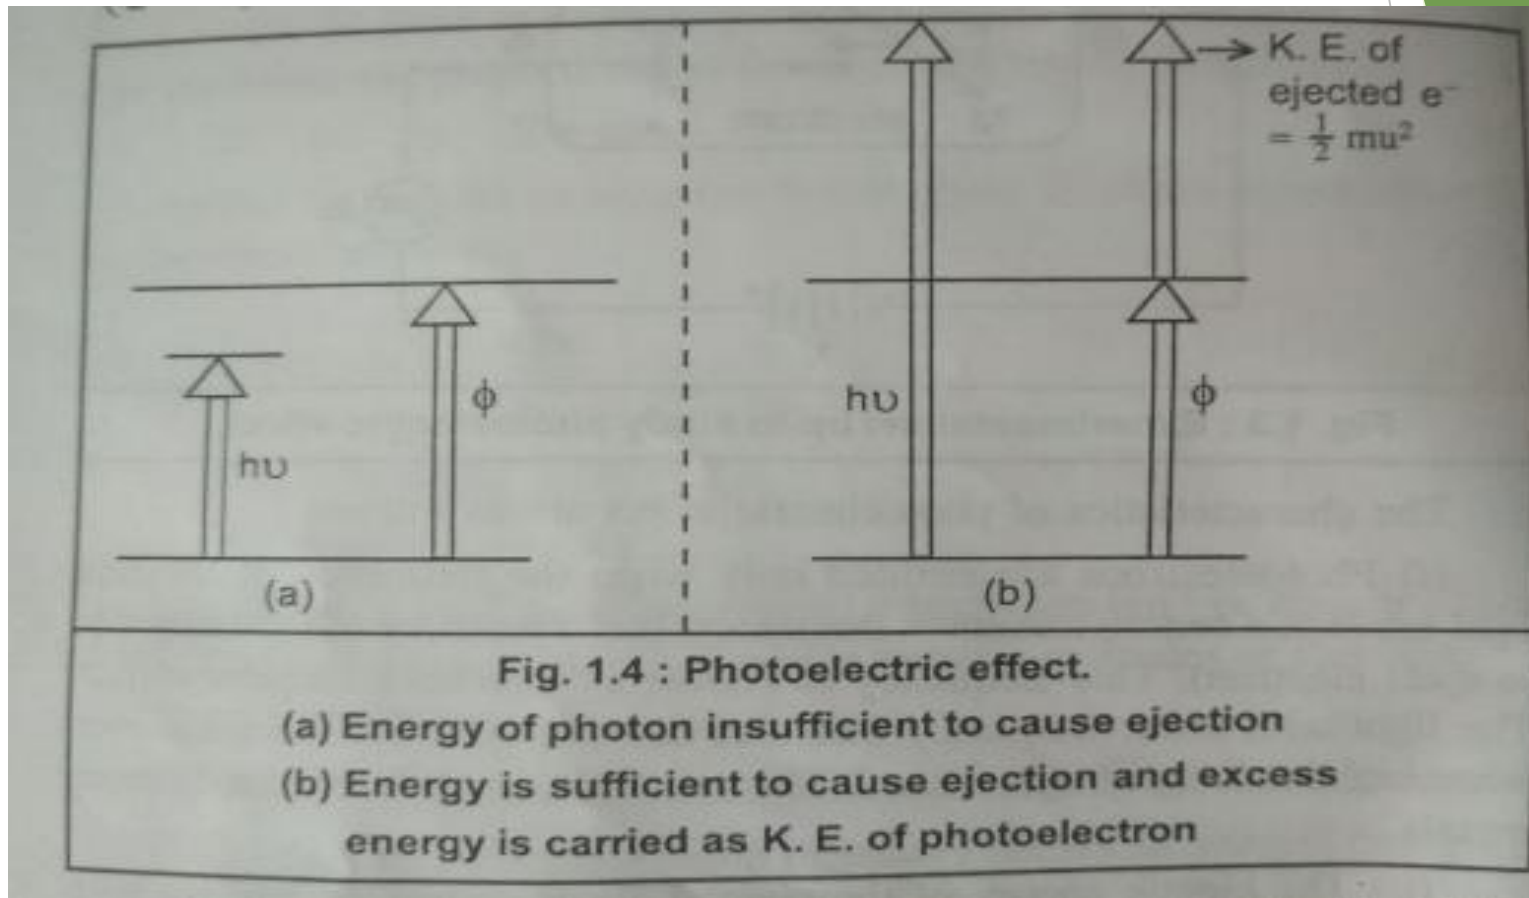 K. E. of
ejected e⁻
= 1/2 mu²
ϕ
hυ
hυ
ϕ
(a)
(b)
Fig. 1.4 : Photoelectric effect.
(a) Energy of photon insufficient to cause ejection
(b) Energy is sufficient to cause ejection and excess
energy is carried as K. E. of photoelectron